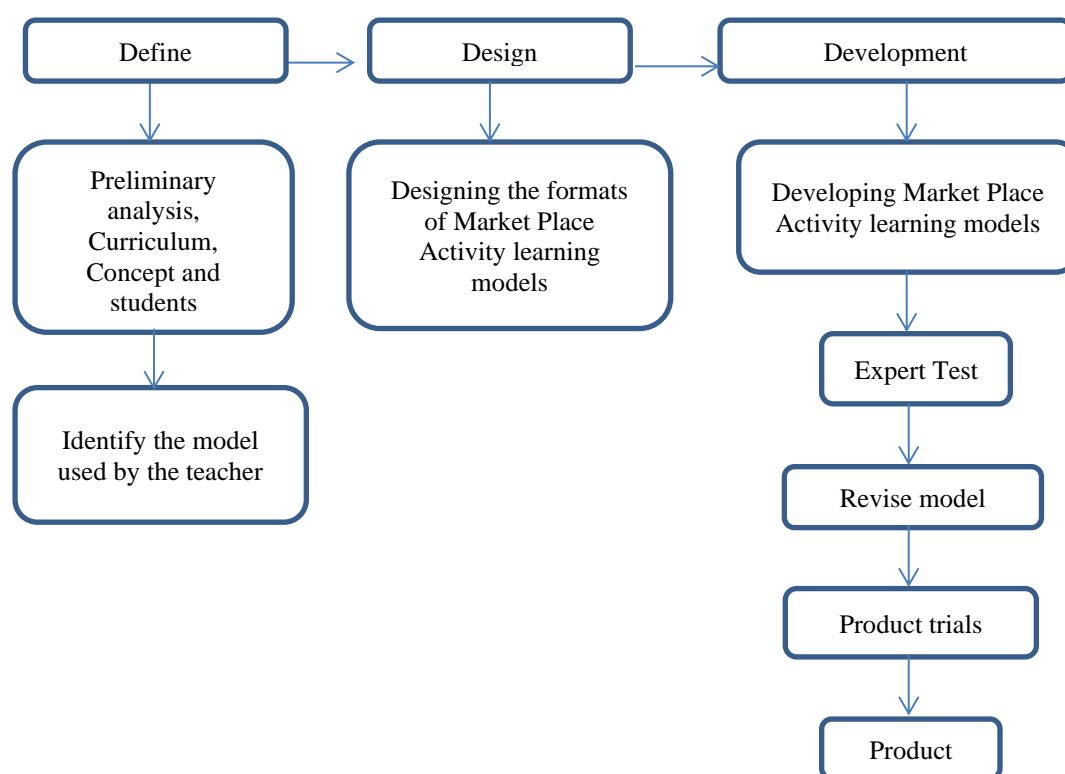 Define
Design
Development
Preliminary
analysis,
Curriculum,
Concept and
students
Designing the formats
of Market Place
Activity learning
models
Developing Market Place
Activity learning models
Identify the model
used by the teacher
Expert Test
Revise model
Product trials
Product